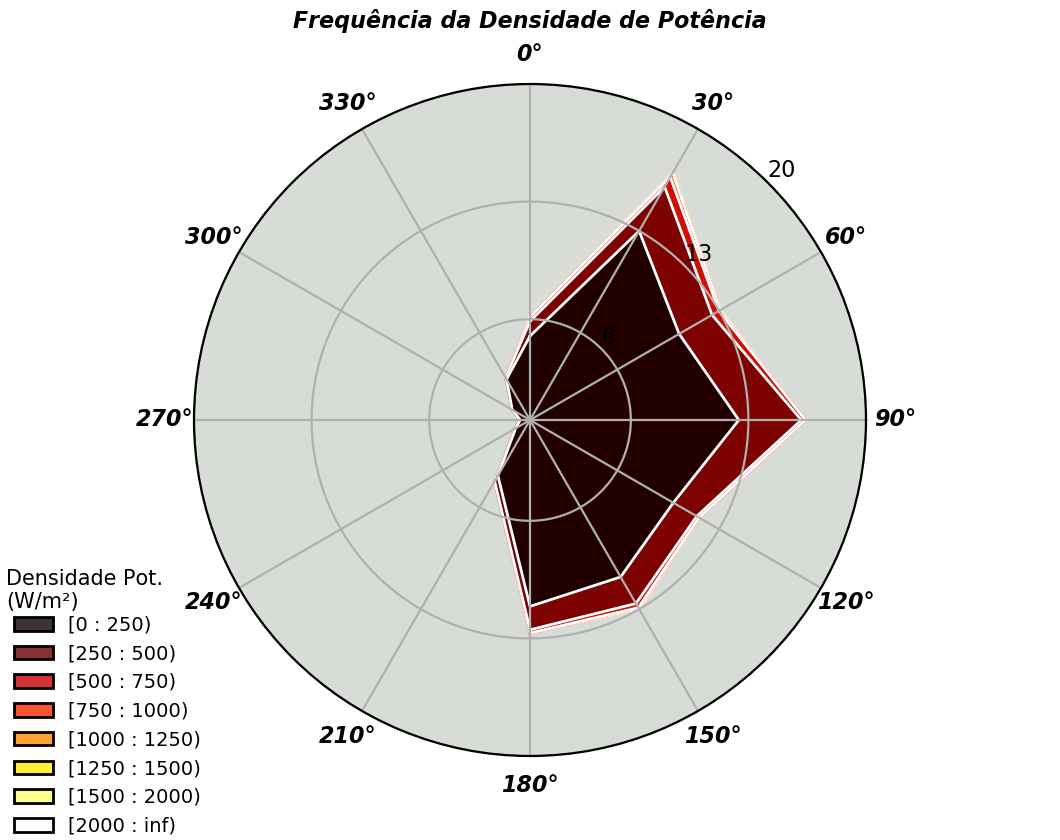 Frequência da Densidade de Potência
0°
330°
30°
20
300°
60°
13
6
270°
90°
240°
120°
210°
150°
180°
Densidade Pot.
(W/m²)
[0 : 250)
[250 : 500)
[500 : 750)
[750 : 1000)
[1000 : 1250)
[1250 : 1500)
[1500 : 2000)
[2000 : inf)